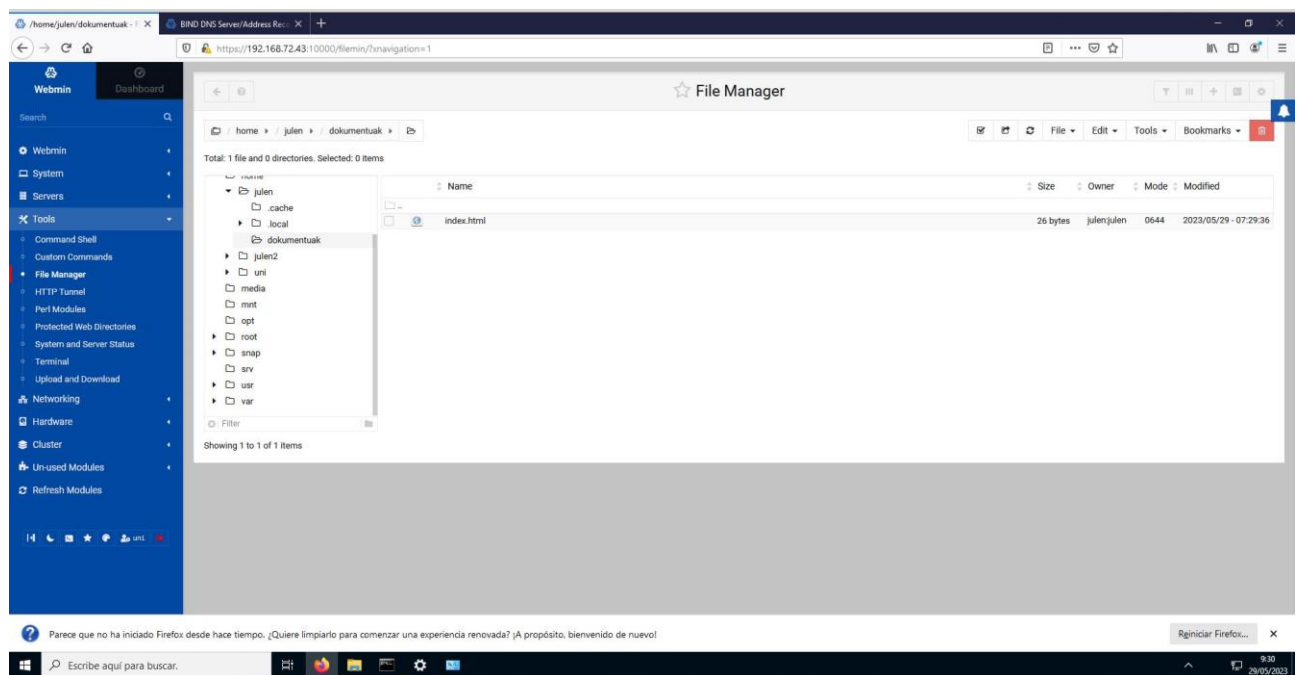 /home/julen/dokumentuak - F
BIND DNS Server/Address Reco
https://192.168.72.43:10000/filemin/?xnavigation=1
Webmin
Dashboard
Search
Webmin
System
Servers
Tools
Command Shell
Custom Commands
File Manager
HTTP Tunnel
Perl Modules
Protected Web Directories
System and Server Status
Terminal
Upload and Download
Networking
Hardware
Cluster
Un-used Modules
Refresh Modules
uni
File Manager
/ home / julen / dokumentuak
File Edit Tools Bookmarks
Total: 1 file and 0 directories. Selected: 0 items
home
julen
.cache
.local
dokumentuak
julen2
uni
media
mnt
opt
root
snap
srv
usr
var
Filter
Name Size Owner Mode Modified
..
index.html 26 bytes julen:julen 0644 2023/05/29 - 07:29:36
Showing 1 to 1 of 1 items
Parece que no ha iniciado Firefox desde hace tiempo. ¿Quiere limpiarlo para comenzar una experiencia renovada? ¡A propósito, bienvenido de nuevo!
Reiniciar Firefox...
Escribe aquí para buscar.
9:30
29/05/2023